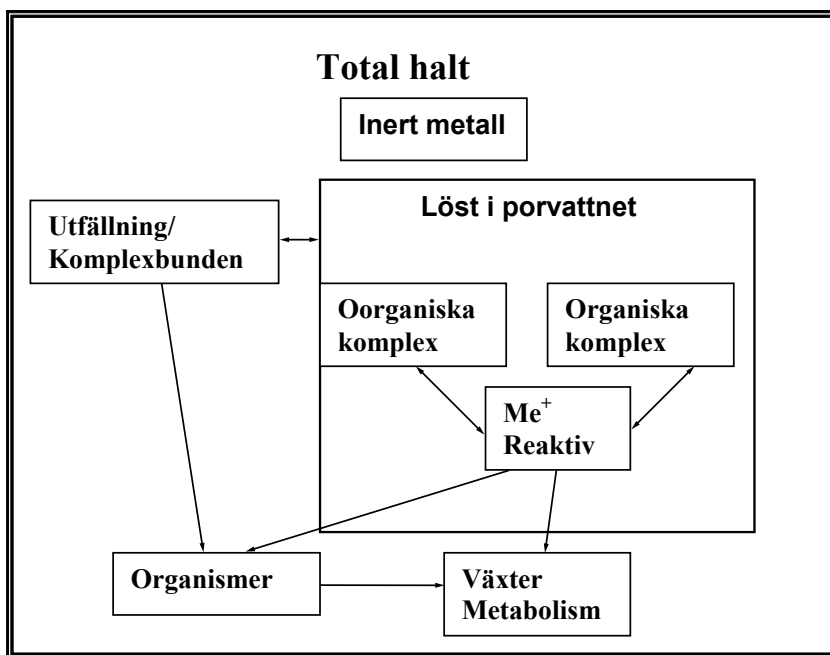 Total halt
Inert metall
Löst i porvattnet
Utfällning/
Komplexbunden
Oorganiska
komplex
Organiska
komplex
Me⁺
Reaktiv
Organismer
Växter
Metabolism